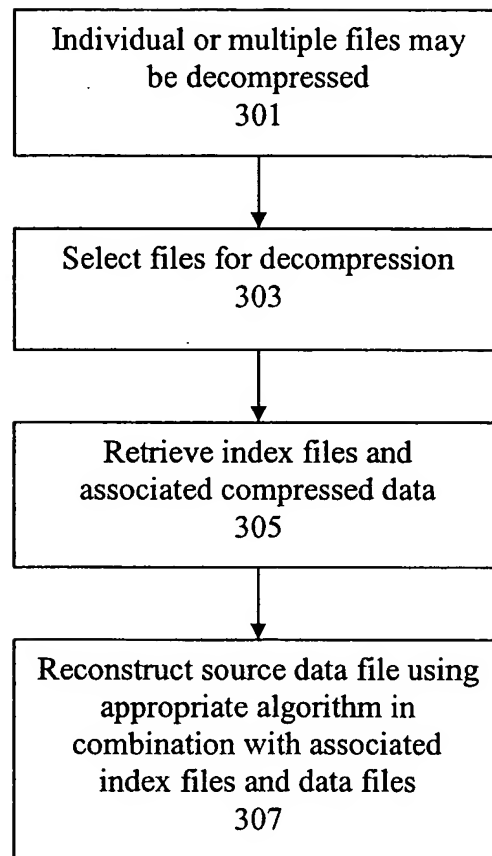 Individual or multiple files may
be decompressed
301
Select files for decompression
303
Retrieve index files and
associated compressed data
305
Reconstruct source data file using
appropriate algorithm in
combination with associated
index files and data files
307